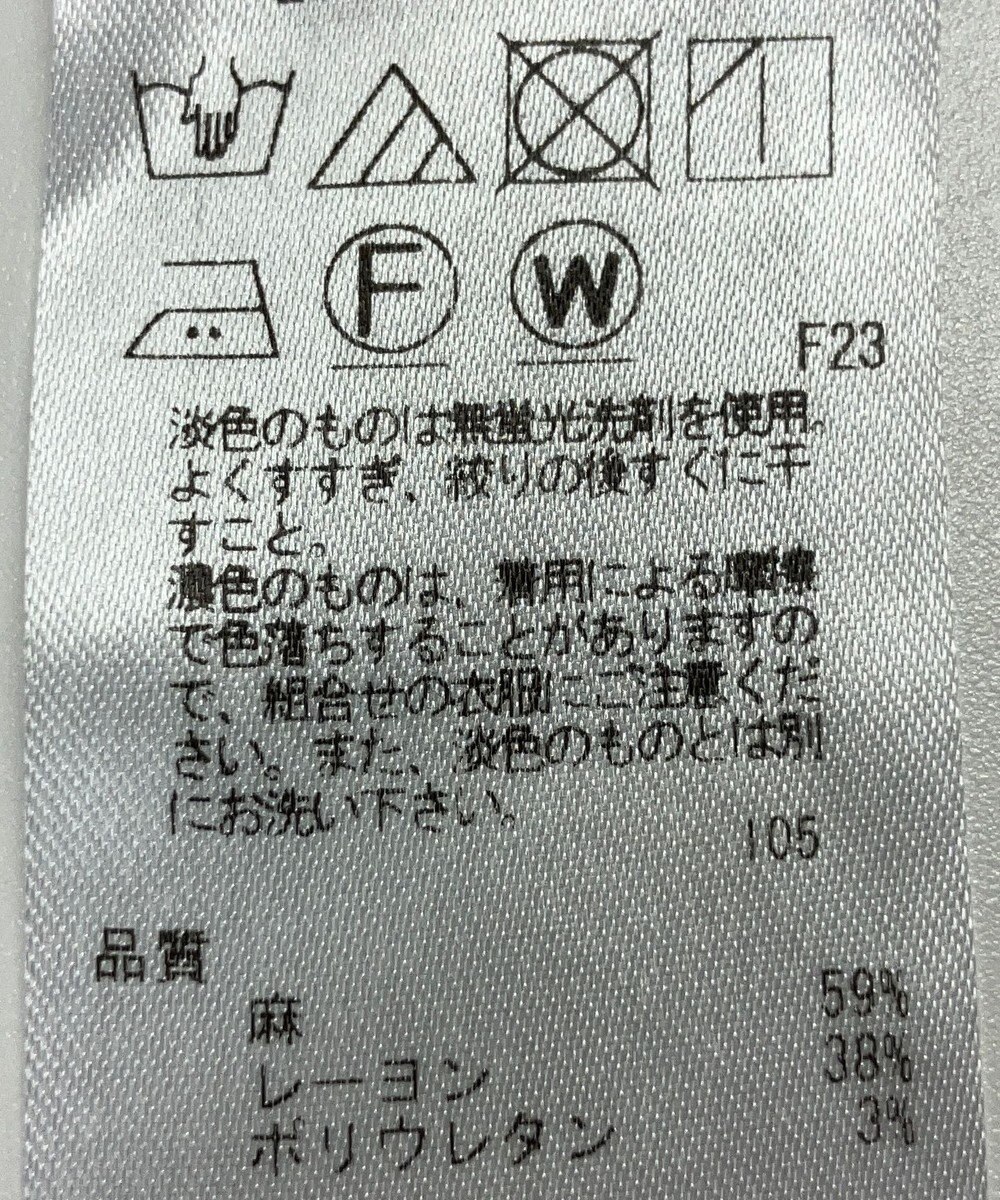 F
W
F23
淡色のものは無蛍光洗剤を使用。
よくすすぎ、絞りの後すぐに干
すこと。
濃色のものは、着用による摩擦
で色落ちすることがありますの
で、組合せの衣服にご注意くだ
さい。また、淡色のものとは別
にお洗い下さい。
105
品質
麻 59%
レーヨン 38%
ポリウレタン 3%